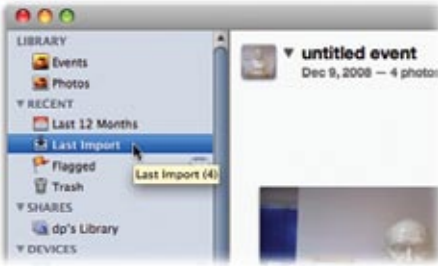 LIBRARY
Events
Photos
RECENT
Last 12 Months
Last Import
Flagged
Last Import (4)
Trash
SHARES
dp's Library
DEVICES
untitled event
Dec 9, 2008 — 4 photos